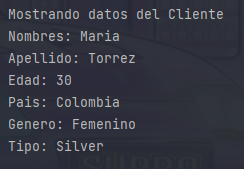 Mostrando datos del Cliente
Nombres: Maria
Apellido: Torrez
Edad: 30
Pais: Colombia
Genero: Femenino
Tipo: Silver